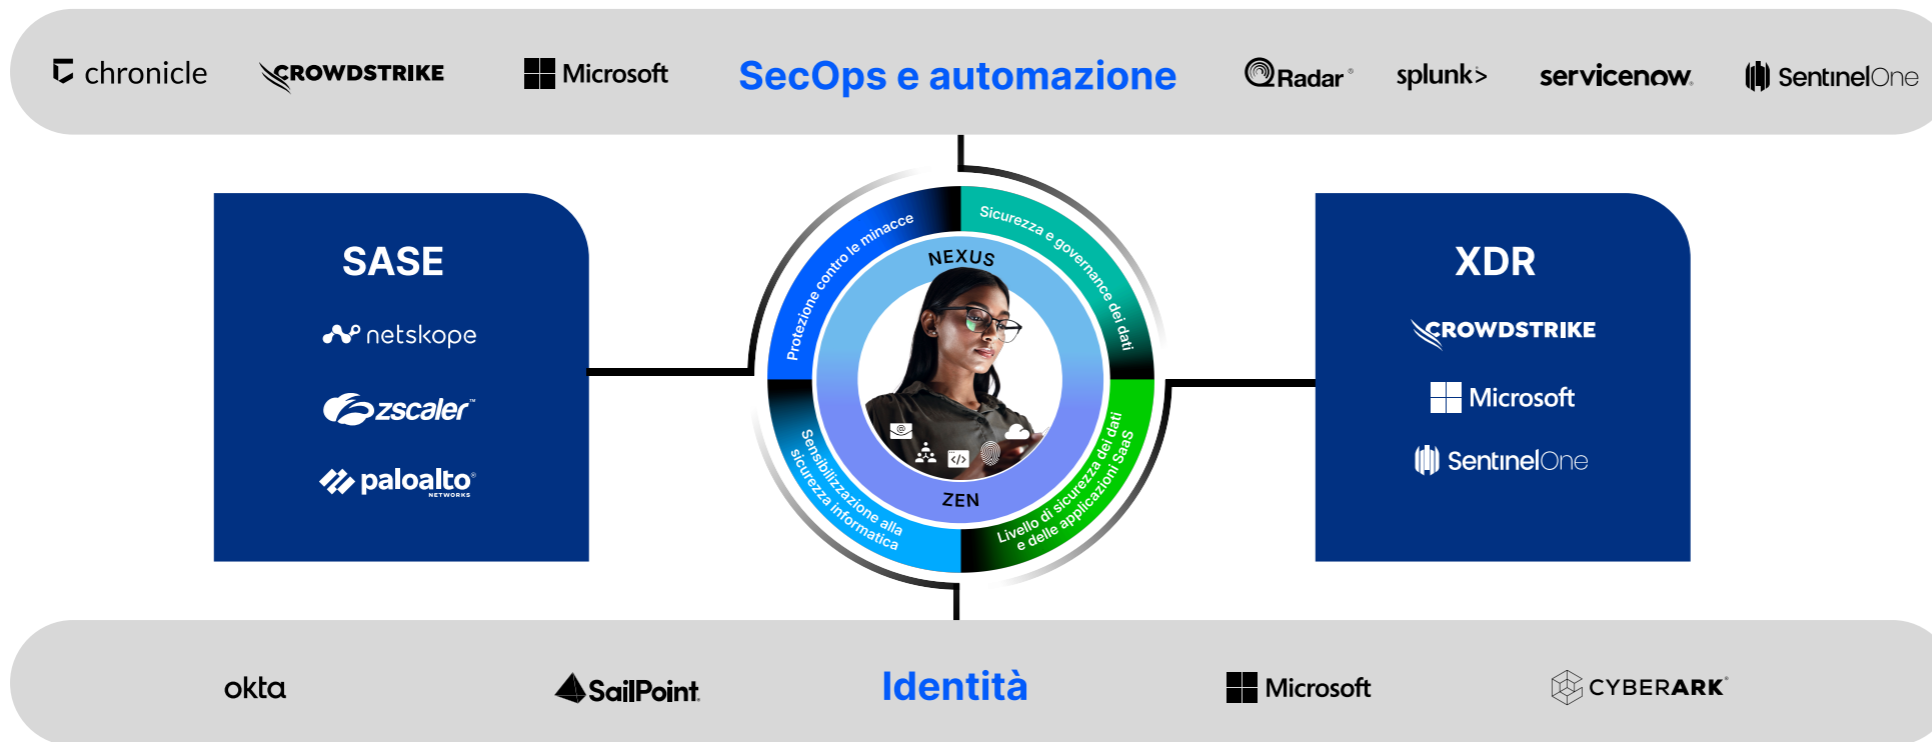 chronicle
CROWDSTRIKE
Microsoft
SecOps e automazione
QRadar®
splunk>
servicenow
SentinelOne
SASE
netskope
zscaler™
paloalto®
NETWORKS
Protezione contro le minacce
Sicurezza e governance dei dati
NEXUS
@
</>
ZEN
Sensibilizzazione alla
sicurezza informatica
Livello di sicurezza dei dati
e delle applicazioni SaaS
XDR
CROWDSTRIKE
Microsoft
SentinelOne
okta
SailPoint
Identità
Microsoft
CYBERARK®